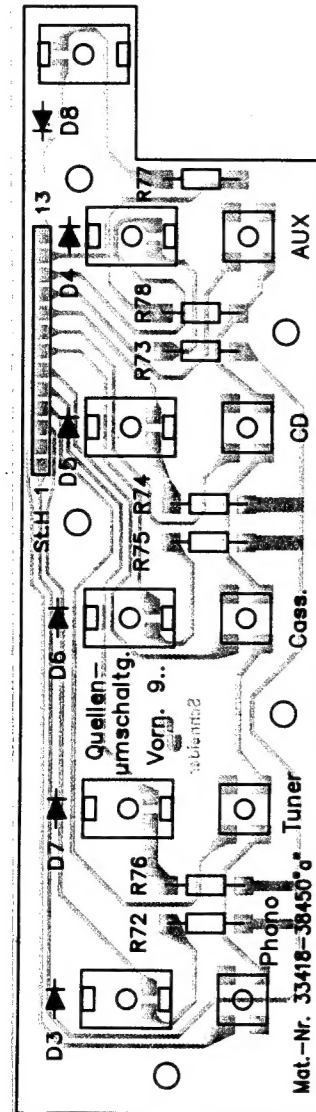 D8
R77
13
D4
AUX
R78
R73
D5
CD
St.H 1
R74
R75
D6
Cass.
Quellen-
umschaltg.
Vorn. 9..
Schneider
D7
Tuner
R76
R72
Phono
D3
Mat.-Nr. 33418-38450"a"